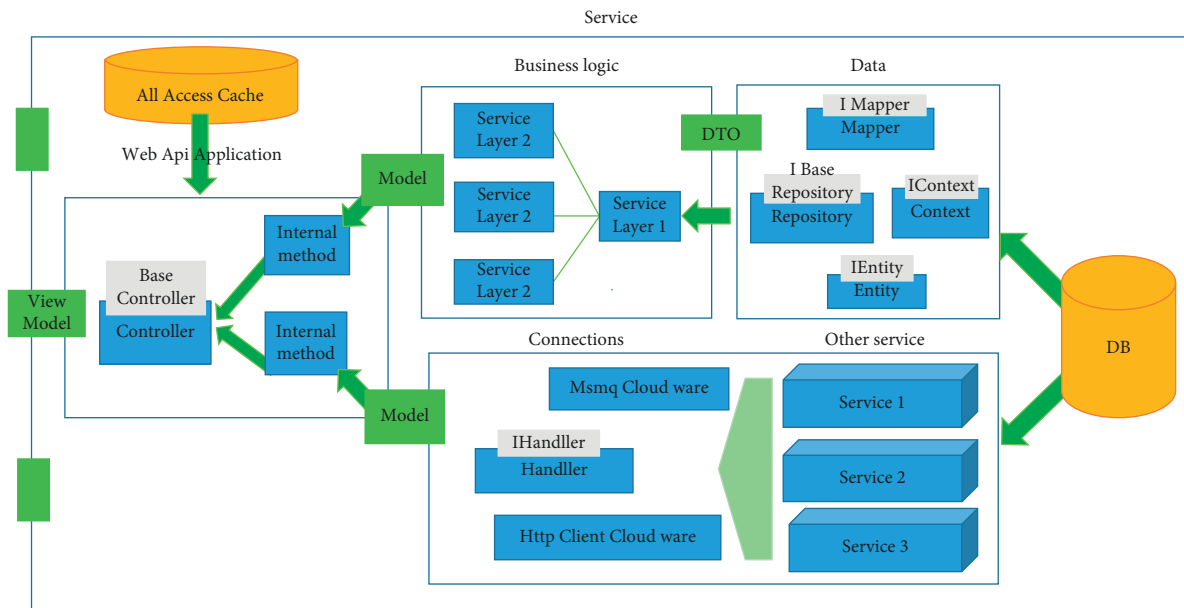 Service
All Access Cache
Web Api Application
Internal
method
Base
Controller
Controller
View
Model
Internal
method
Model
Model
Business logic
Service
Layer 2
Service
Layer 2
Service
Layer 2
Service
Layer 1
DTO
Data
I Mapper
Mapper
I Base
Repository
Repository
IContext
Context
IEntity
Entity
DB
Connections
Msmq Cloud ware
IHandller
Handller
Http Client Cloud ware
Other service
Service 1
Service 2
Service 3